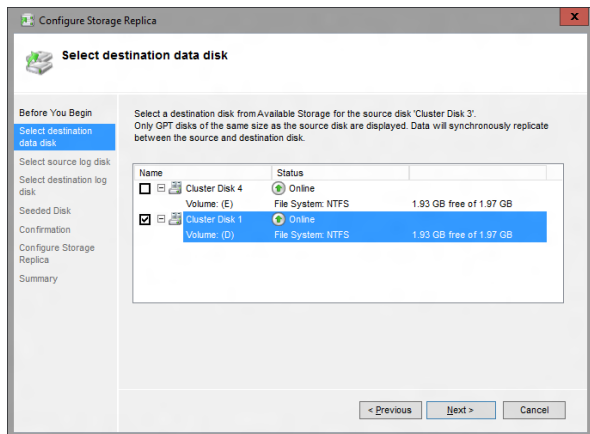 Configure Storage Replica
x
Select destination data disk
Before You Begin
Select destination
data disk
Select source log disk
Select destination log
disk
Seeded Disk
Confirmation
Configure Storage
Replica
Summary
Select a destination disk from Available Storage for the source disk 'Cluster Disk 3'.
Only GPT disks of the same size as the source disk are displayed. Data will synchronously replicate
between the source and destination disk.
Name Status
Cluster Disk 4 Online
Volume: (E) File System: NTFS 1.93 GB free of 1.97 GB
Cluster Disk 1 Online
Volume: (D) File System: NTFS 1.93 GB free of 1.97 GB
< Previous Next > Cancel